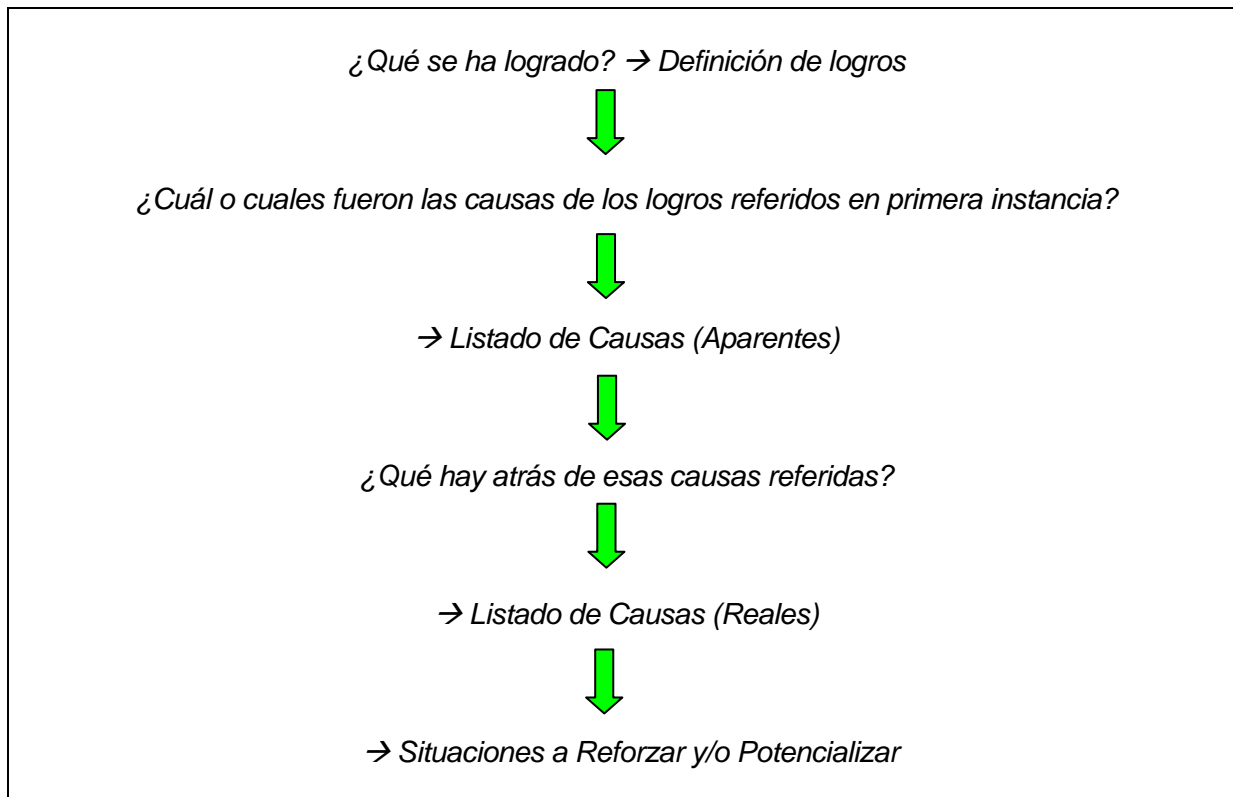 ¿Qué se ha logrado? → Definición de logros
¿Cuál o cuales fueron las causas de los logros referidos en primera instancia?
→ Listado de Causas (Aparentes)
¿Qué hay atrás de esas causas referidas?
→ Listado de Causas (Reales)
→ Situaciones a Reforzar y/o Potencializar